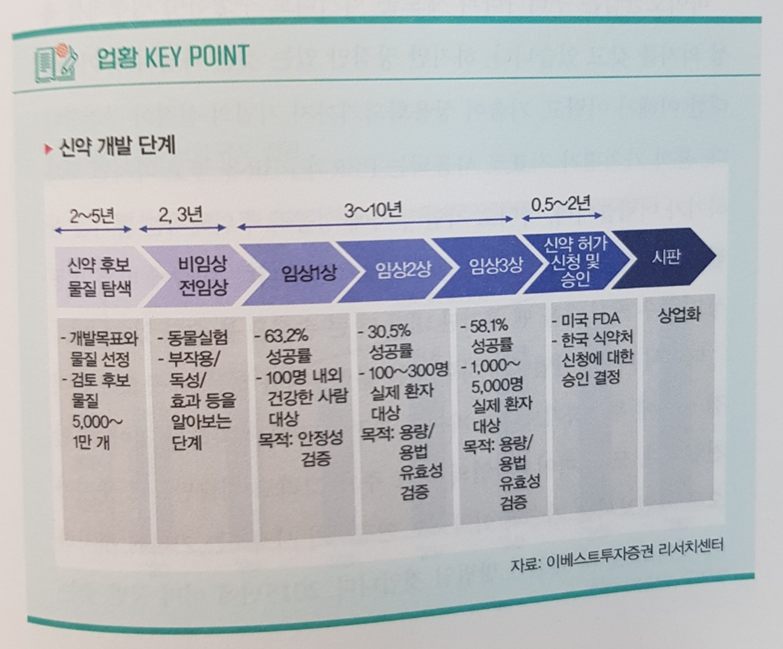 업황 KEY POINT
▶ 신약 개발 단계
2~5년
2, 3년
3~10년
0.5~2년
신약 후보
물질 탐색
비임상
전임상
임상1상
임상2상
임상3상
신약 허가
신청 및
승인
시판
- 개발목표와
물질 선정
- 검토 후보
물질
5,000~
1만 개
- 동물실험
- 부작용/
독성/
효과 등을
알아보는
단계
- 63.2%
성공률
- 100명 내외
건강한 사람
대상
목적: 안정성
검증
- 30.5%
성공률
- 100~300명
실제 환자
대상
목적: 용량/
용법
유효성
검증
- 58.1%
성공률
- 1,000~
5,000명
실제 환자
대상
목적: 용량/
용법
유효성
검증
- 미국 FDA
- 한국 식약처
신청에 대한
승인 결정
상업화
자료: 이베스트투자증권 리서치센터